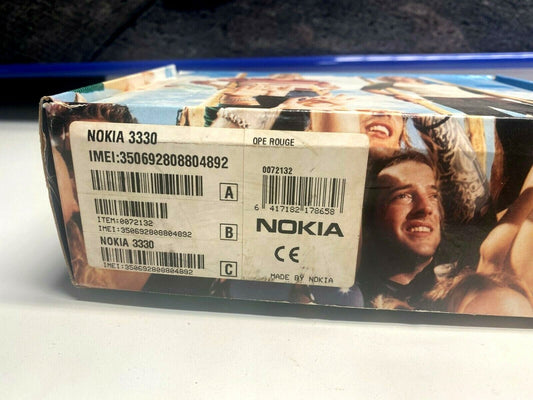 NOKIA 3330
OPE ROUGE
IMEI:350692808804892
A
ITEM:0072132
IMEI:350692808804892
B
NOKIA 3330
IMEI:350692808804892
C
0072132
6 417182 178658
NOKIA
CE
MADE BY NOKIA